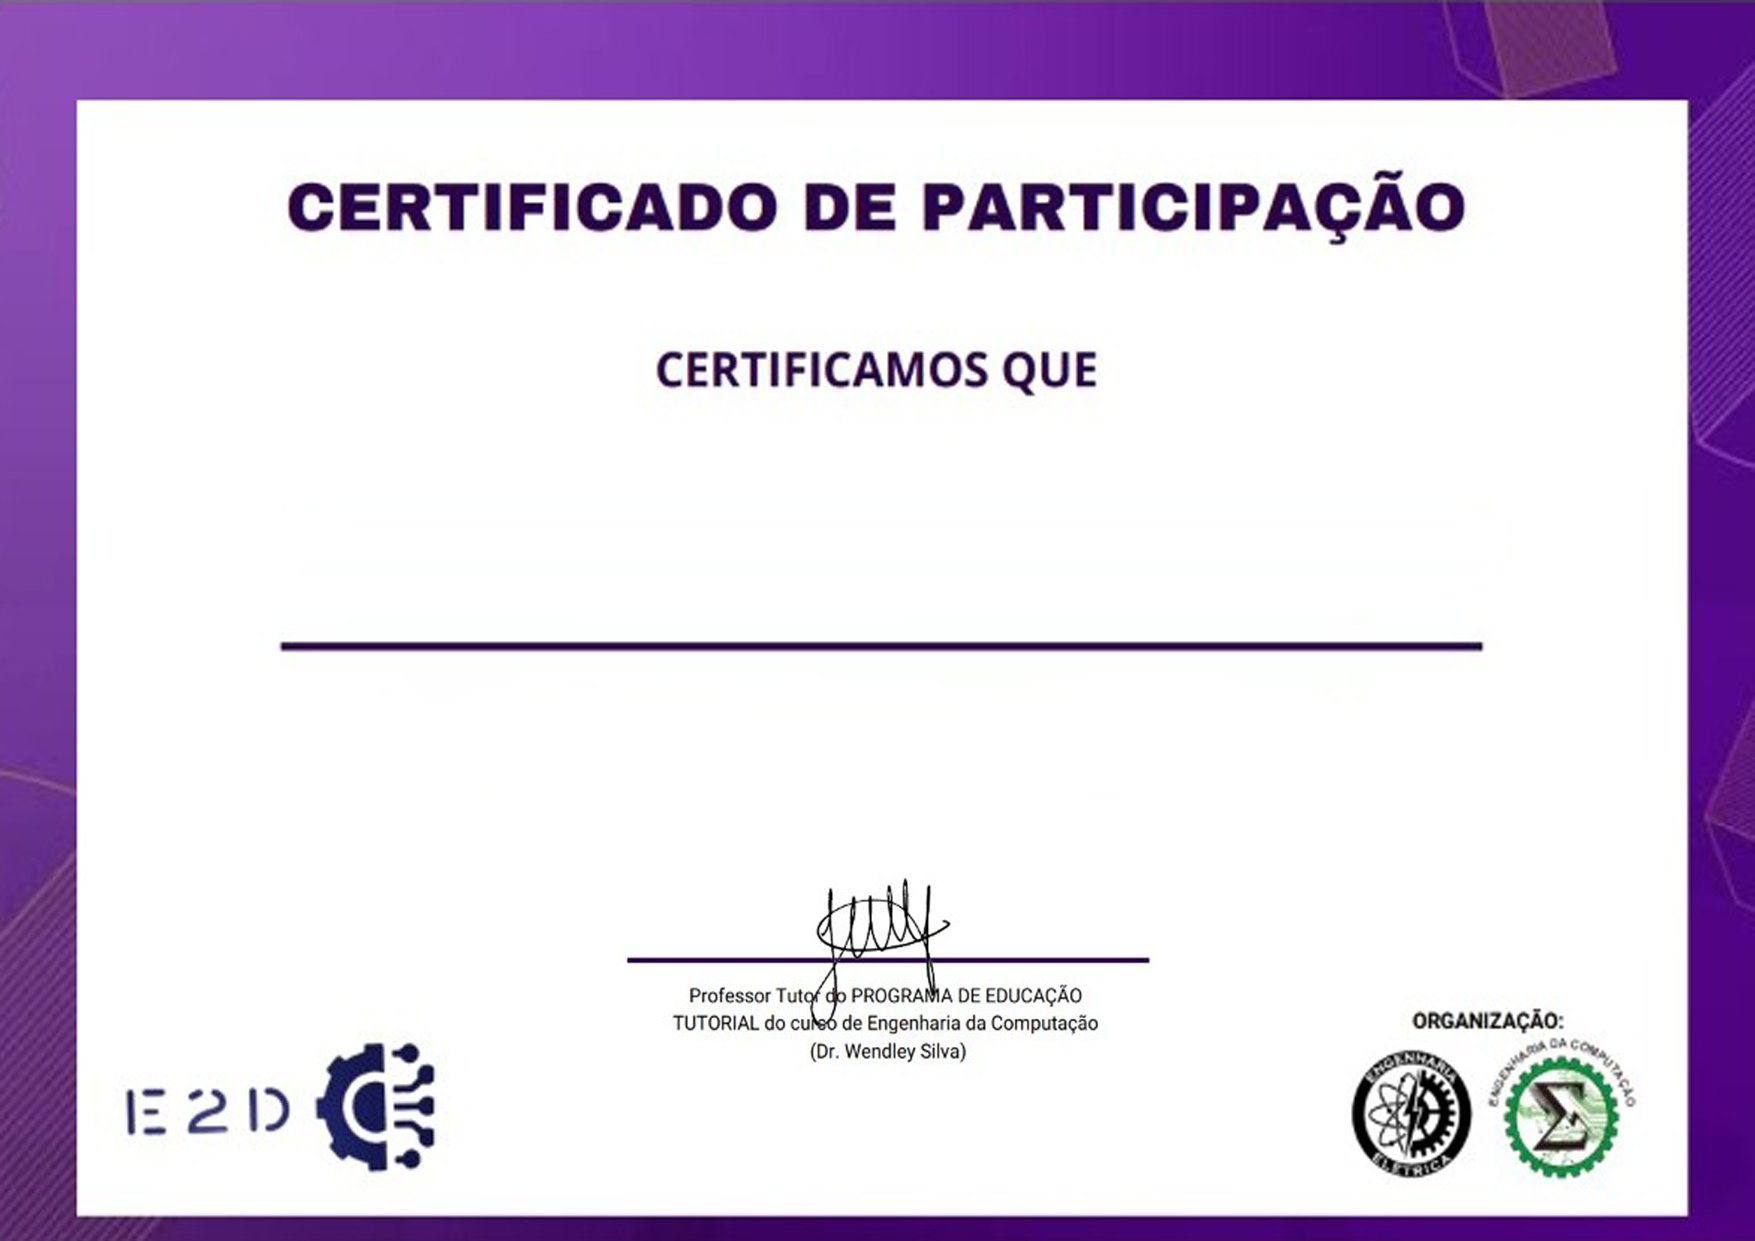 CERTIFICADO DE PARTICIPAÇÃO
CERTIFICAMOS QUE
Professor Tutor do PROGRAMA DE EDUCAÇÃO
TUTORIAL do curso de Engenharia da Computação
(Dr. Wendley Silva)
E2D
ORGANIZAÇÃO:
ENGENHARIA
ELÉTRICA
ENGENHARIA DA COMPUTAÇÃO
Σ